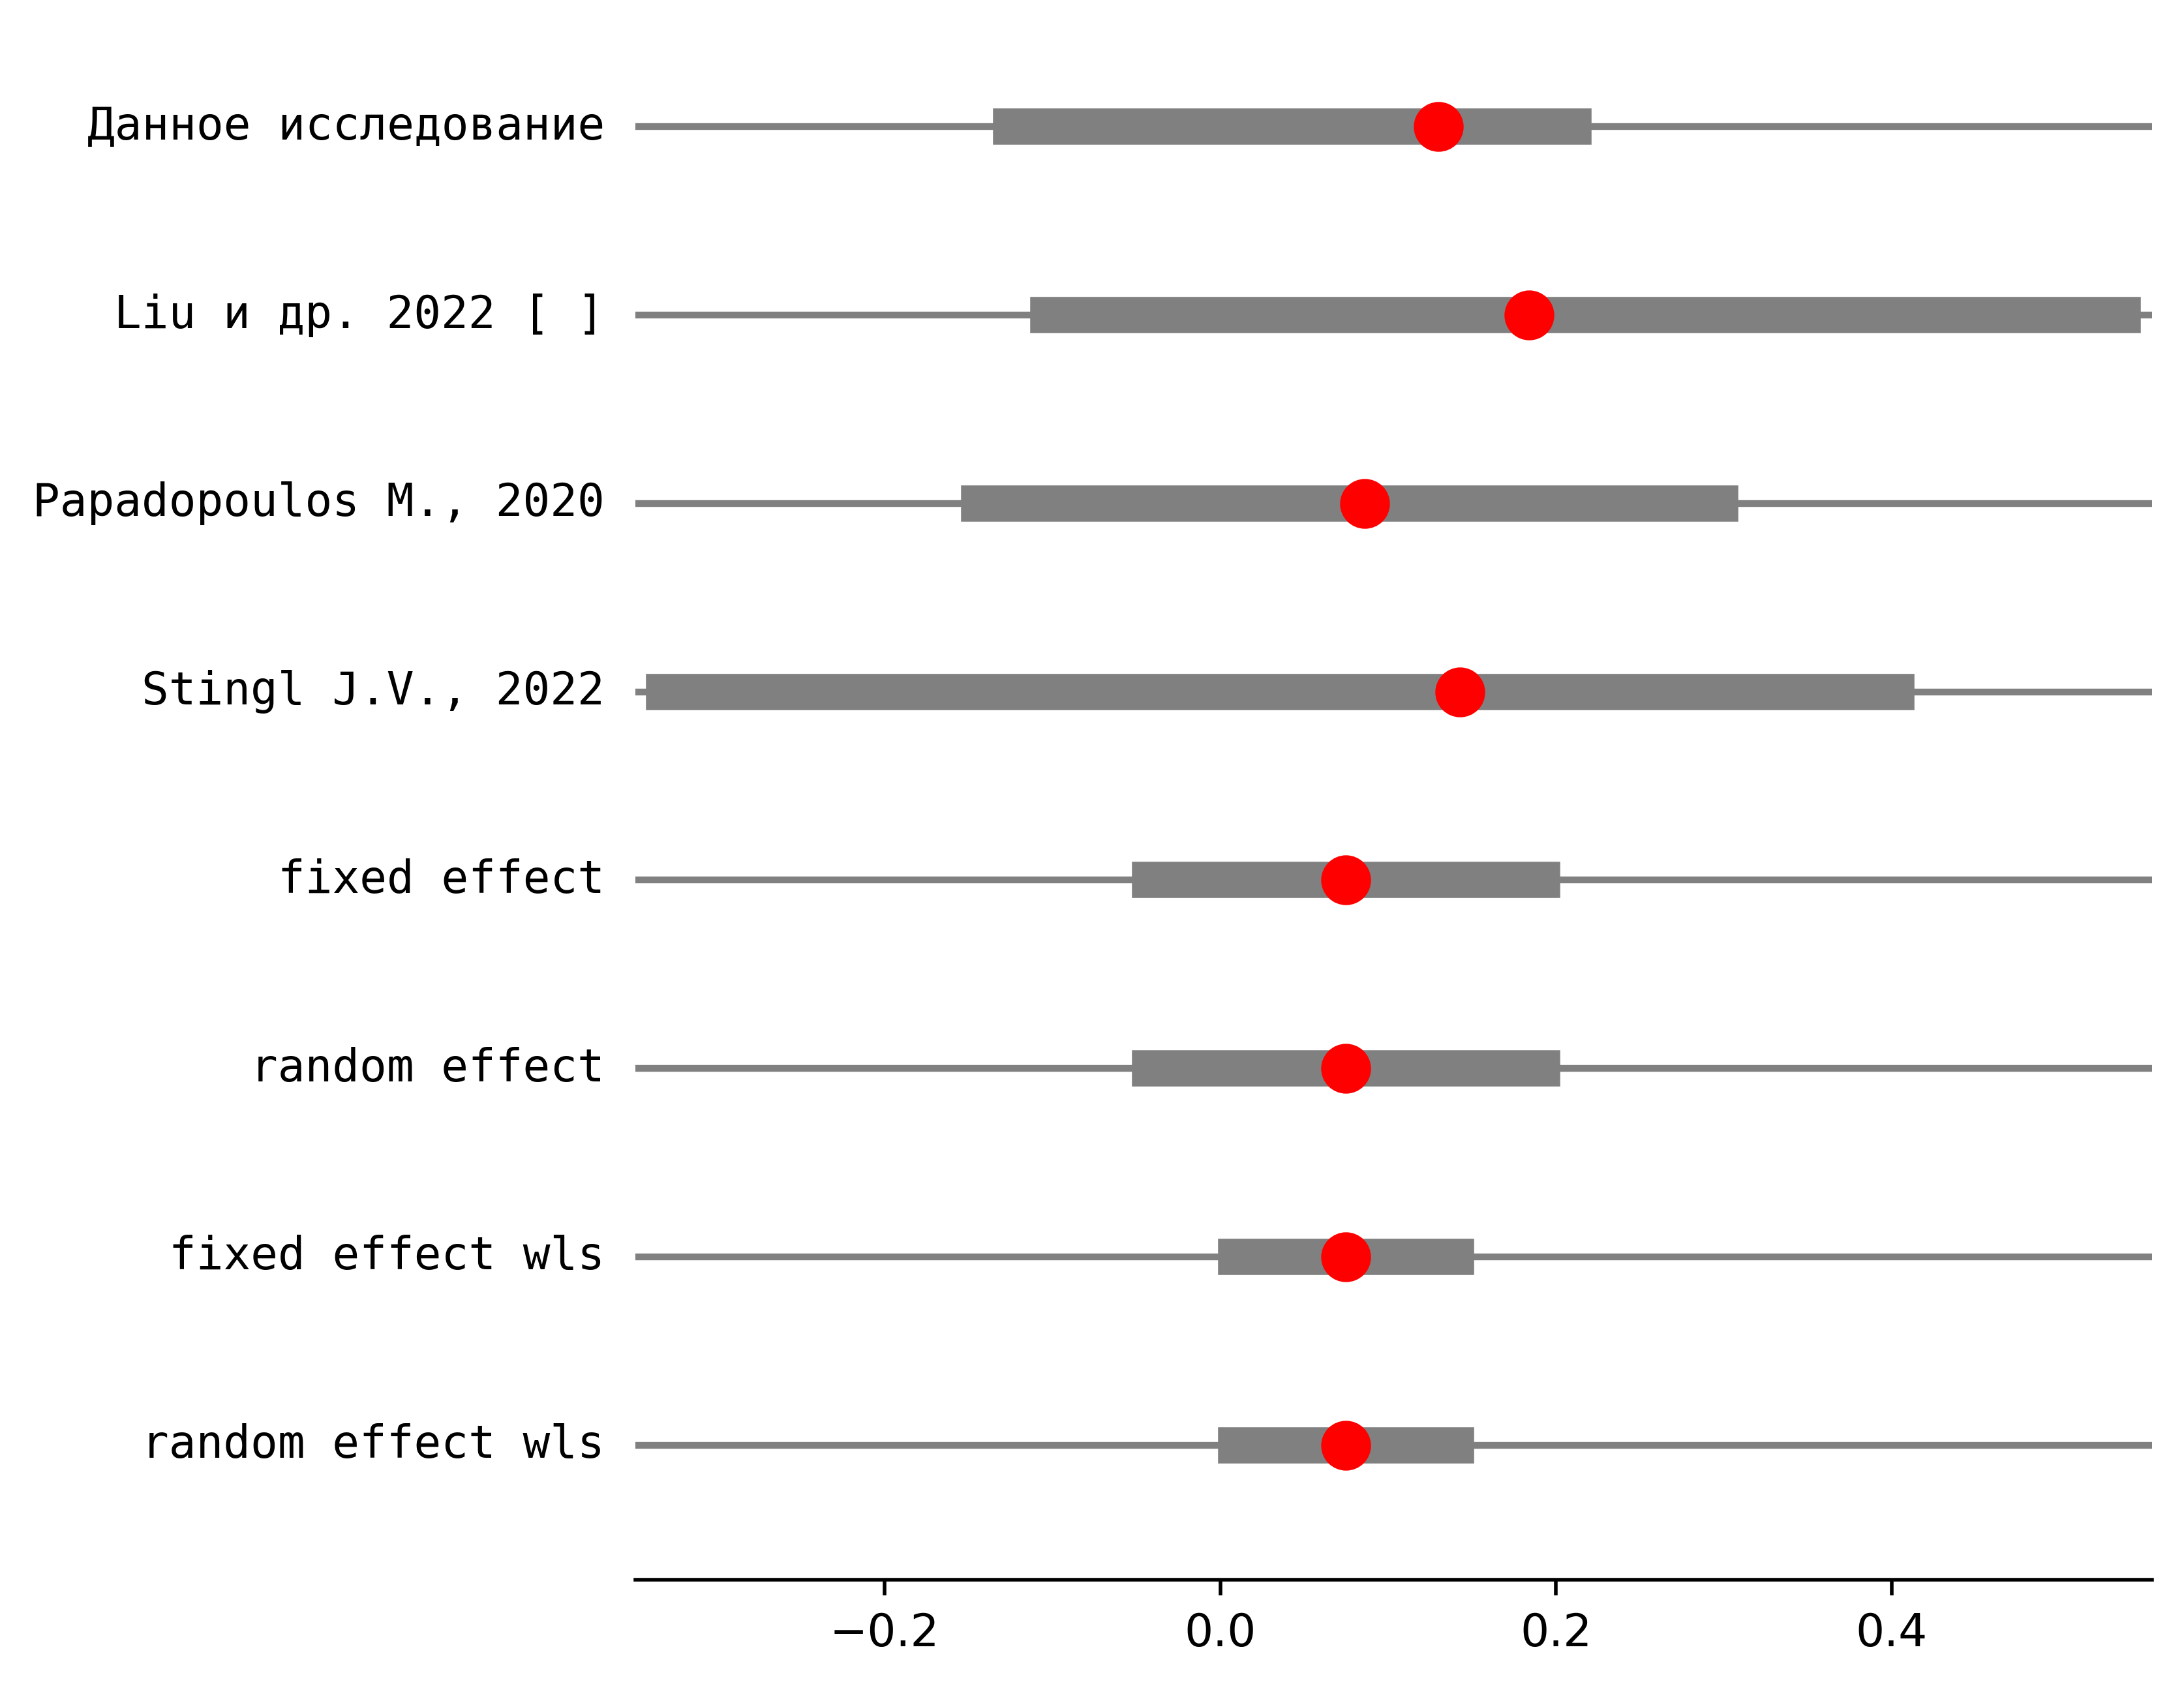 Данное исследование
Liu и др. 2022 [ ]
Papadopoulos M., 2020
Stingl J.V., 2022
fixed effect
random effect
fixed effect wls
random effect wls
−0.2 0.0 0.2 0.4